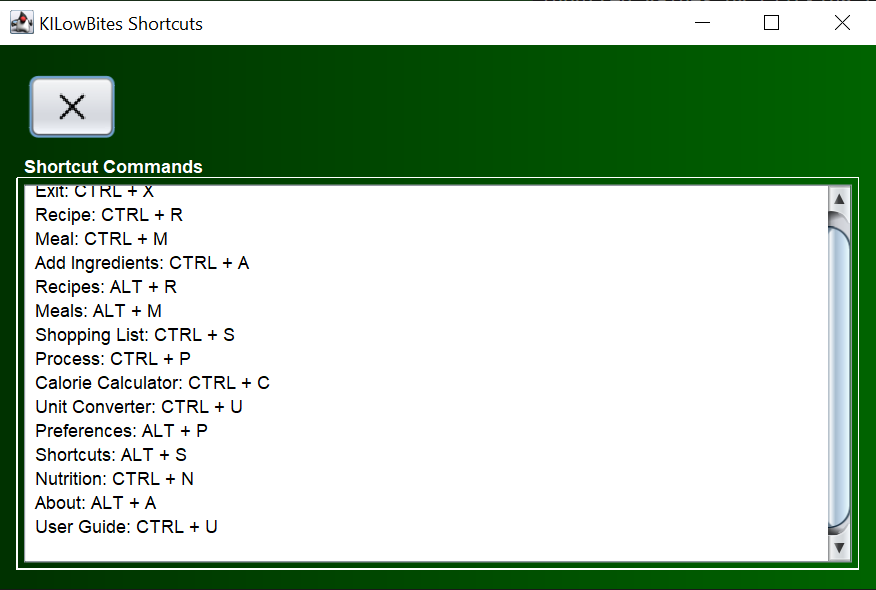 KILowBites Shortcuts
Shortcut Commands
Exit: CTRL + X
Recipe: CTRL + R
Meal: CTRL + M
Add Ingredients: CTRL + A
Recipes: ALT + R
Meals: ALT + M
Shopping List: CTRL + S
Process: CTRL + P
Calorie Calculator: CTRL + C
Unit Converter: CTRL + U
Preferences: ALT + P
Shortcuts: ALT + S
Nutrition: CTRL + N
About: ALT + A
User Guide: CTRL + U